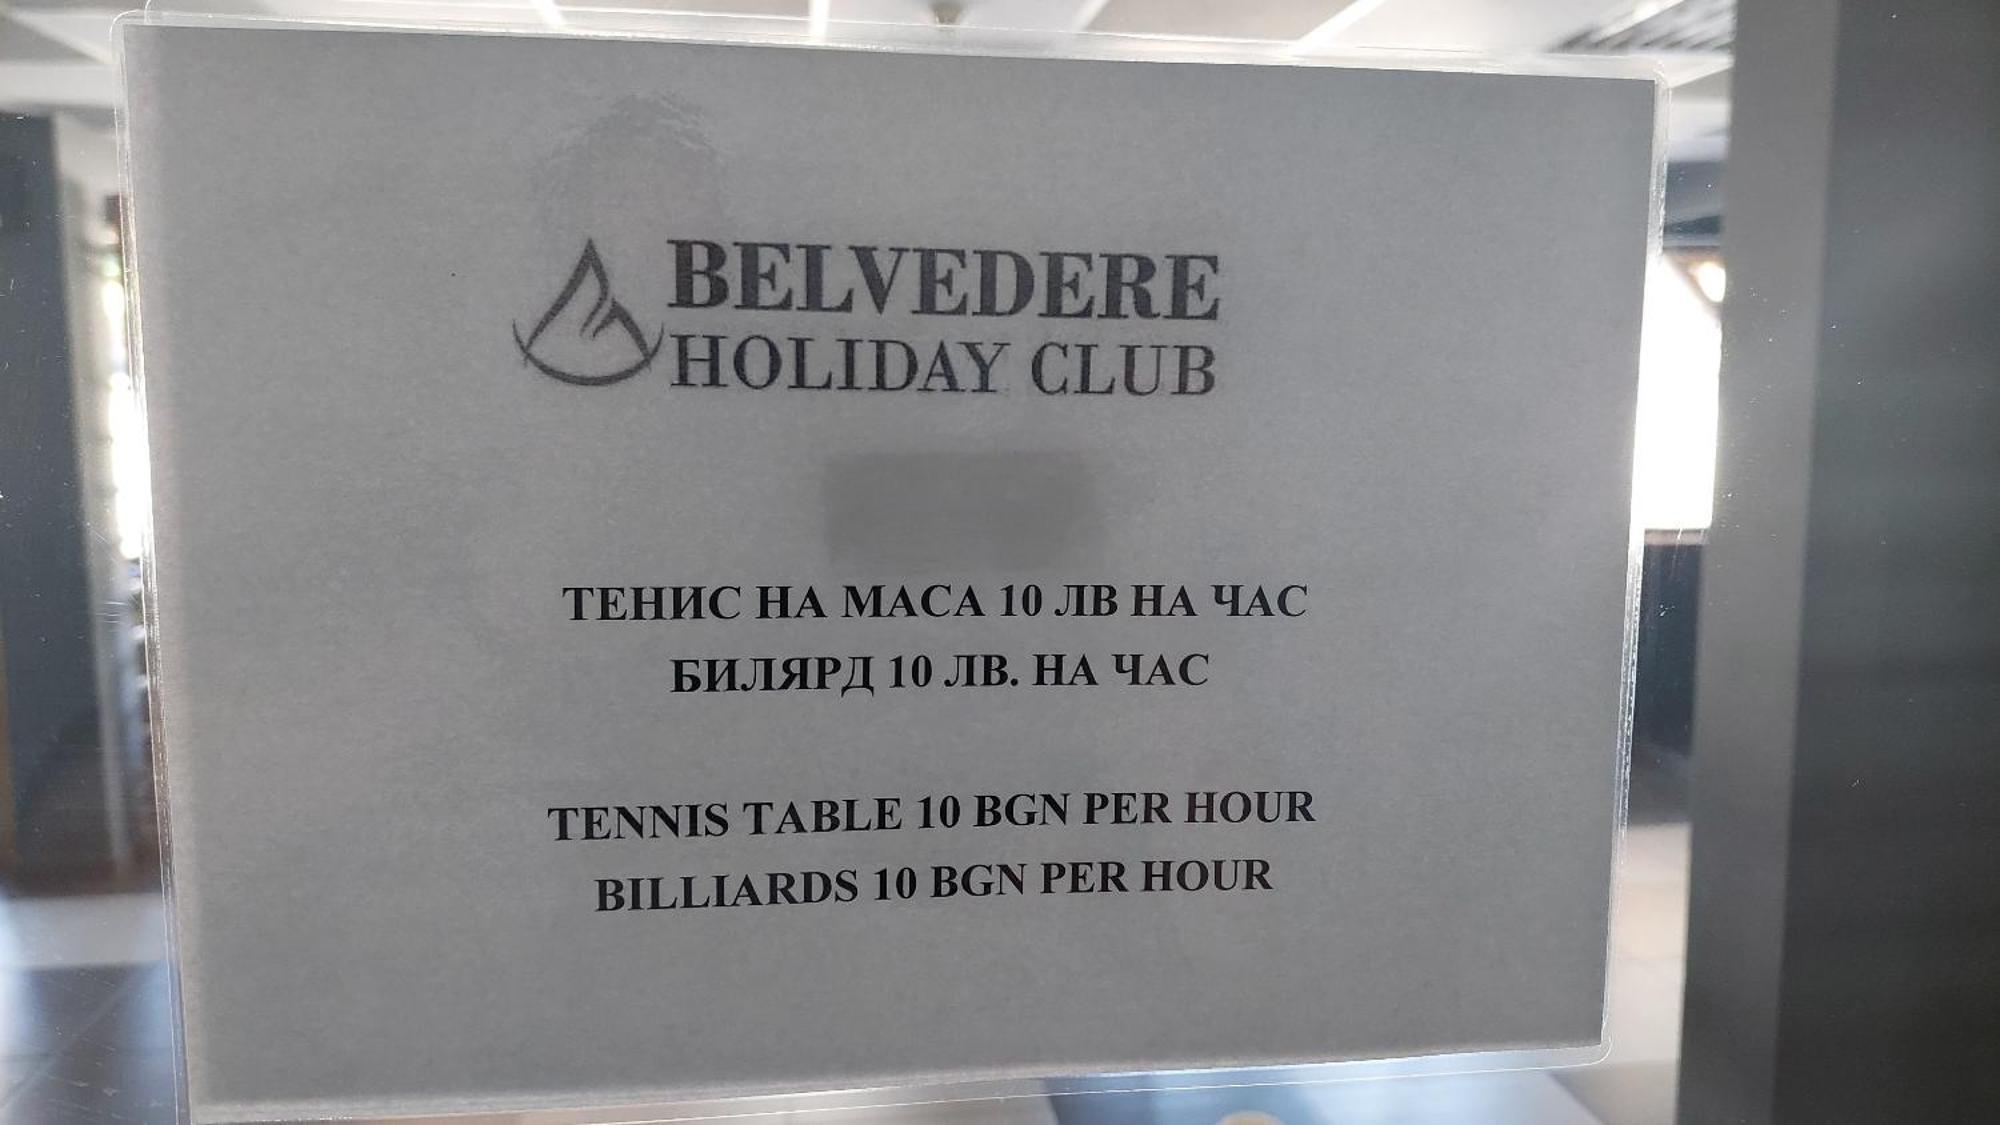 BELVEDERE
HOLIDAY CLUB
ТЕНИС НА МАСА 10 ЛВ НА ЧАС
БИЛЯРД 10 ЛВ. НА ЧАС
TENNIS TABLE 10 BGN PER HOUR
BILLIARDS 10 BGN PER HOUR